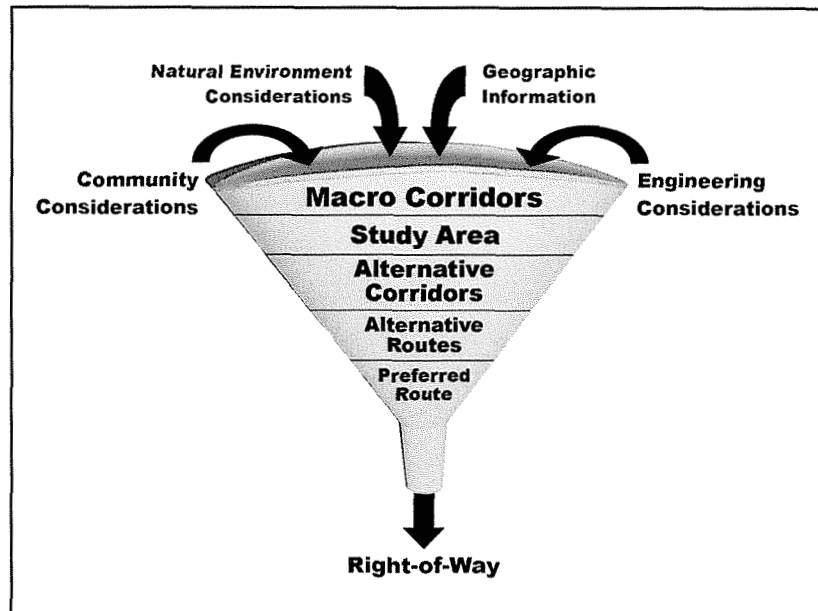 Natural Environment
Considerations
Geographic
Information
Community
Considerations
Engineering
Considerations
Macro Corridors
Study Area
Alternative
Corridors
Alternative
Routes
Preferred
Route
Right-of-Way